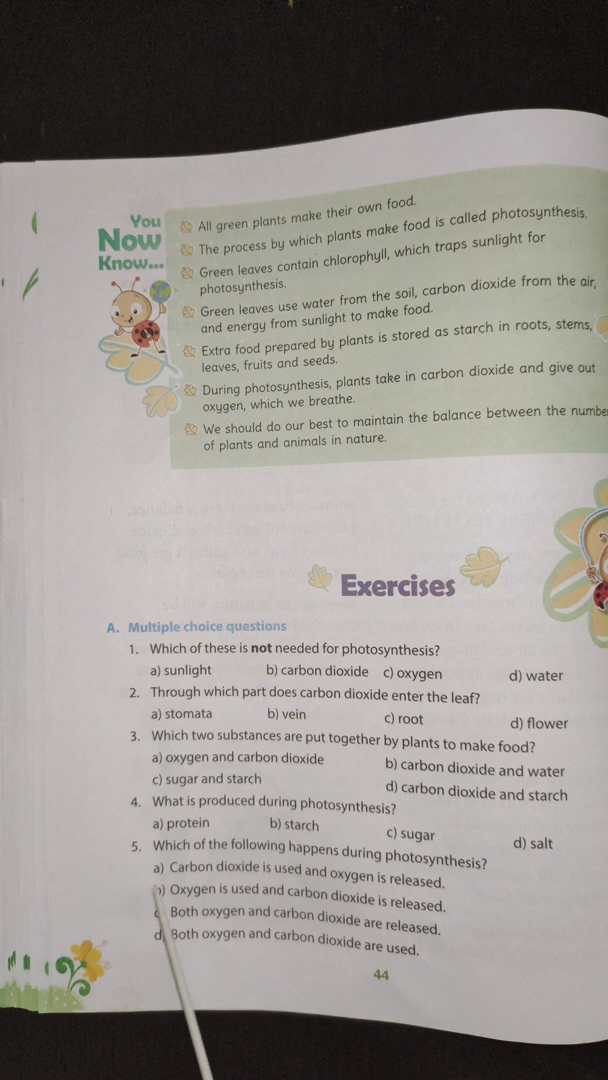 You
Now
Know...
All green plants make their own food.
The process by which plants make food is called photosynthesis.
Green leaves contain chlorophyll, which traps sunlight for
photosynthesis.
Green leaves use water from the soil, carbon dioxide from the air,
and energy from sunlight to make food.
Extra food prepared by plants is stored as starch in roots, stems,
leaves, fruits and seeds.
During photosynthesis, plants take in carbon dioxide and give out
oxygen, which we breathe.
We should do our best to maintain the balance between the numbe
of plants and animals in nature.
Exercises
A. Multiple choice questions
1. Which of these is not needed for photosynthesis?
a) sunlight b) carbon dioxide c) oxygen d) water
2. Through which part does carbon dioxide enter the leaf?
a) stomata b) vein c) root d) flower
3. Which two substances are put together by plants to make food?
a) oxygen and carbon dioxide b) carbon dioxide and water
c) sugar and starch d) carbon dioxide and starch
4. What is produced during photosynthesis?
a) protein b) starch c) sugar d) salt
5. Which of the following happens during photosynthesis?
a) Carbon dioxide is used and oxygen is released.
b) Oxygen is used and carbon dioxide is released.
c Both oxygen and carbon dioxide are released.
d) Both oxygen and carbon dioxide are used.
44